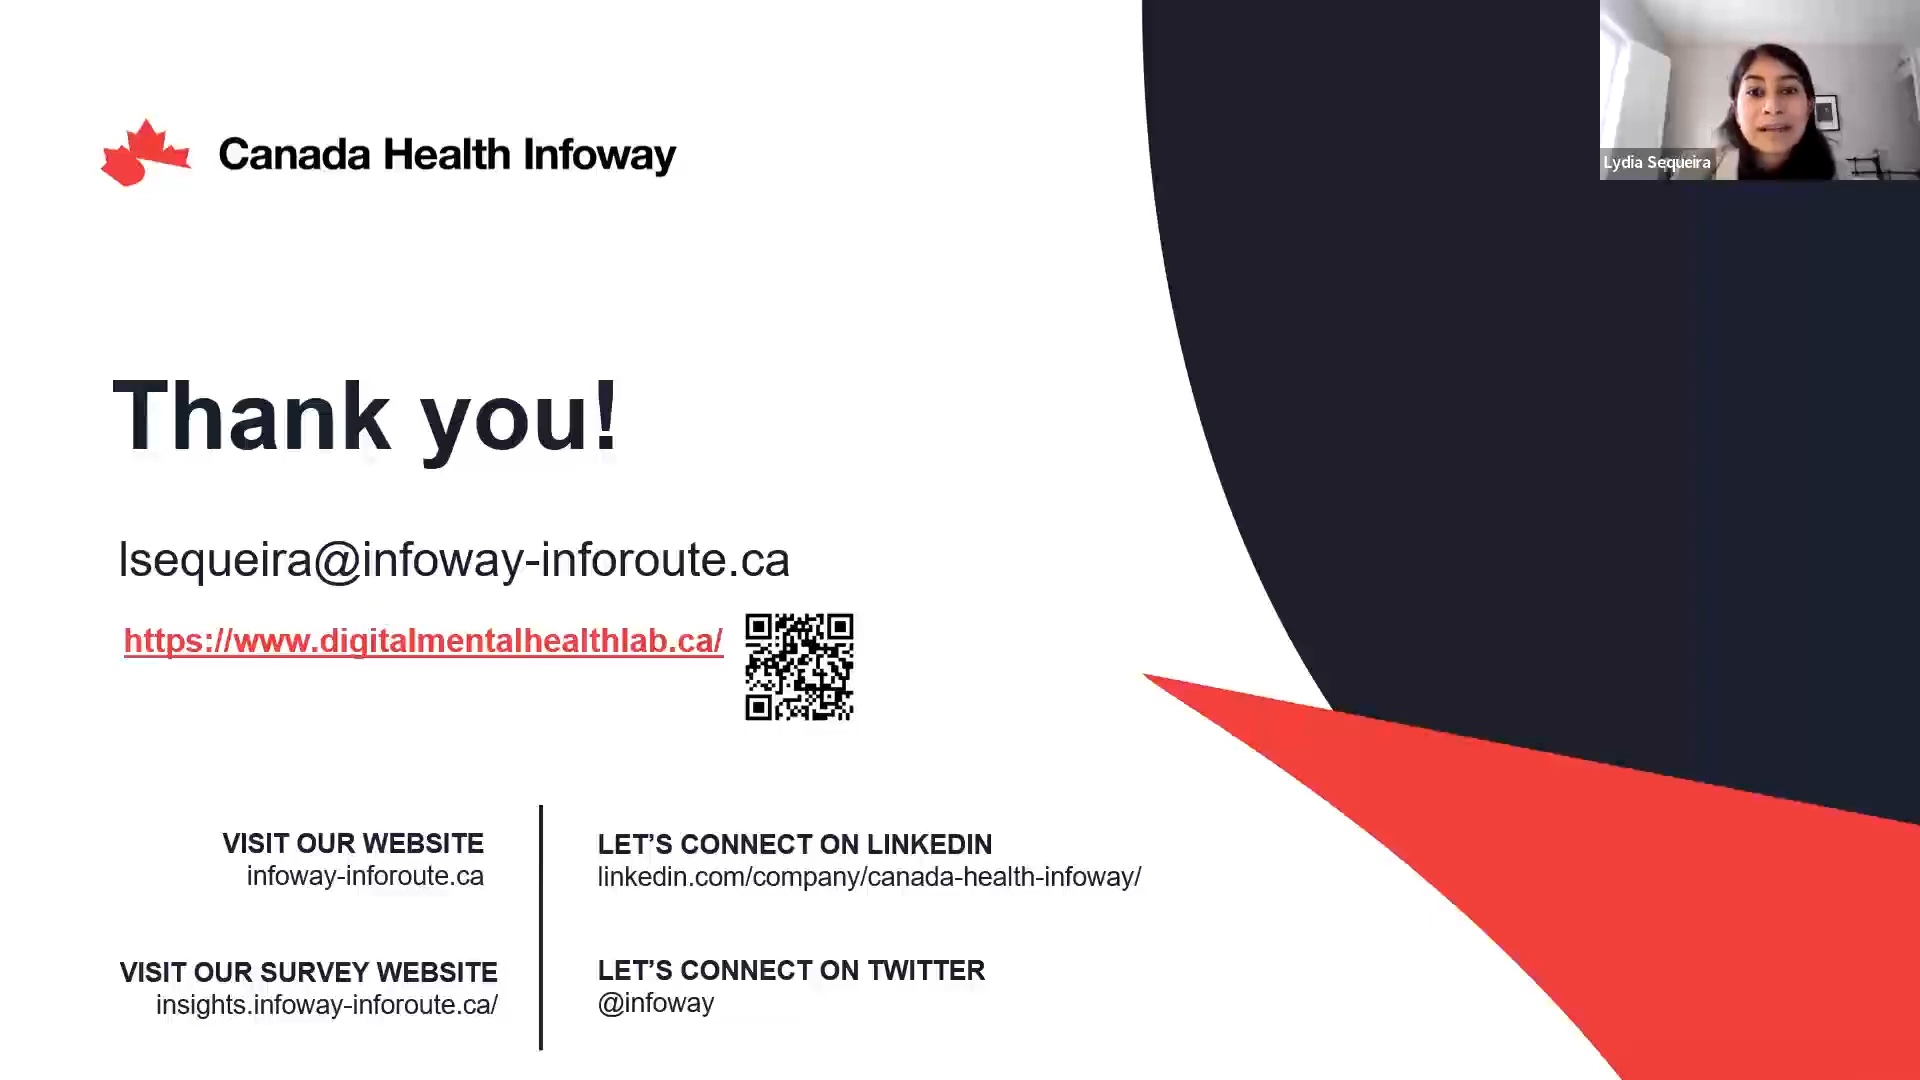 Canada Health Infoway
Lydia Sequeira
Thank you!
lsequeira@infoway-inforoute.ca
https://www.digitalmentalhealthlab.ca/
VISIT OUR WEBSITE
infoway-inforoute.ca
VISIT OUR SURVEY WEBSITE
insights.infoway-inforoute.ca/
LET’S CONNECT ON LINKEDIN
linkedin.com/company/canada-health-infoway/
LET’S CONNECT ON TWITTER
@infoway